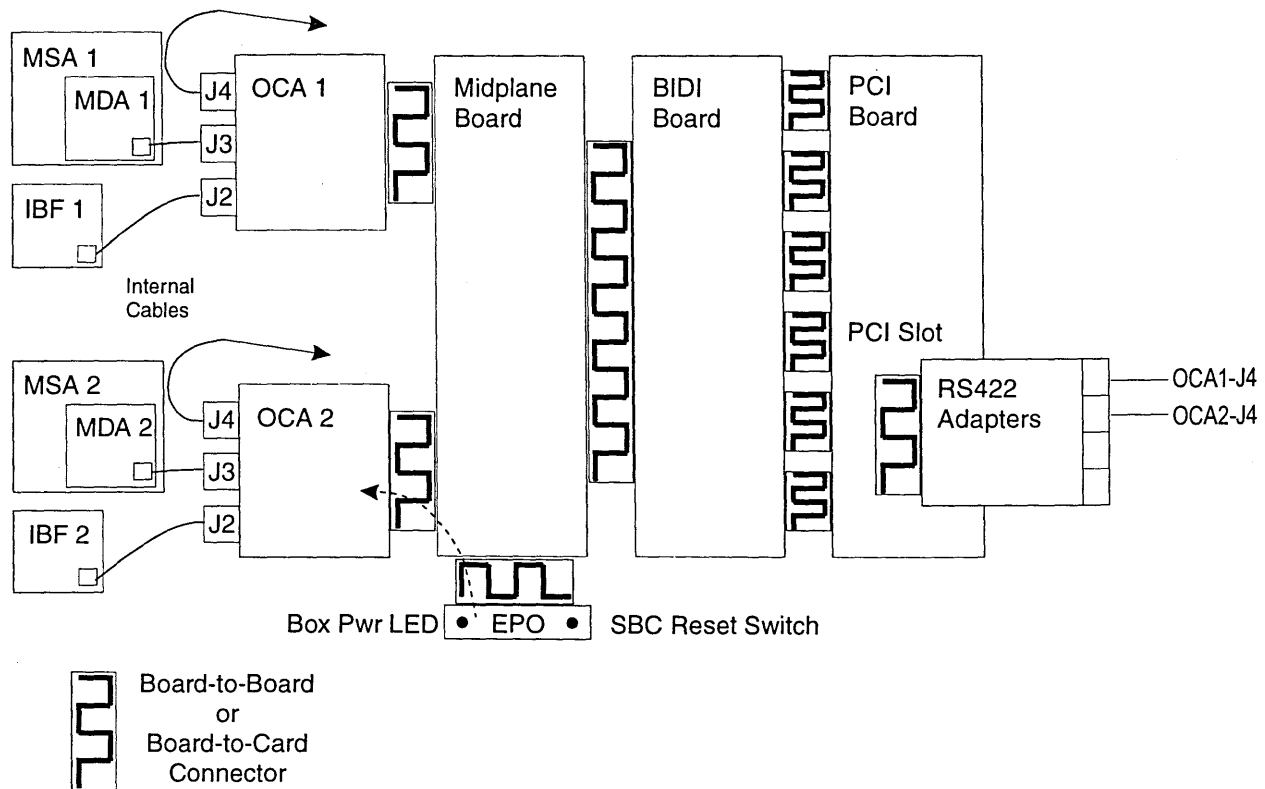 MSA 1
MDA 1
J4
J3
J2
OCA 1
IBF 1
Internal
Cables
Midplane
Board
BIDI
Board
PCI
Board
PCI Slot
RS422
Adapters
OCA1-J4
OCA2-J4
MSA 2
MDA 2
J4
J3
J2
OCA 2
IBF 2
Box Pwr LED
EPO
SBC Reset Switch
Board-to-Board
or
Board-to-Card
Connector